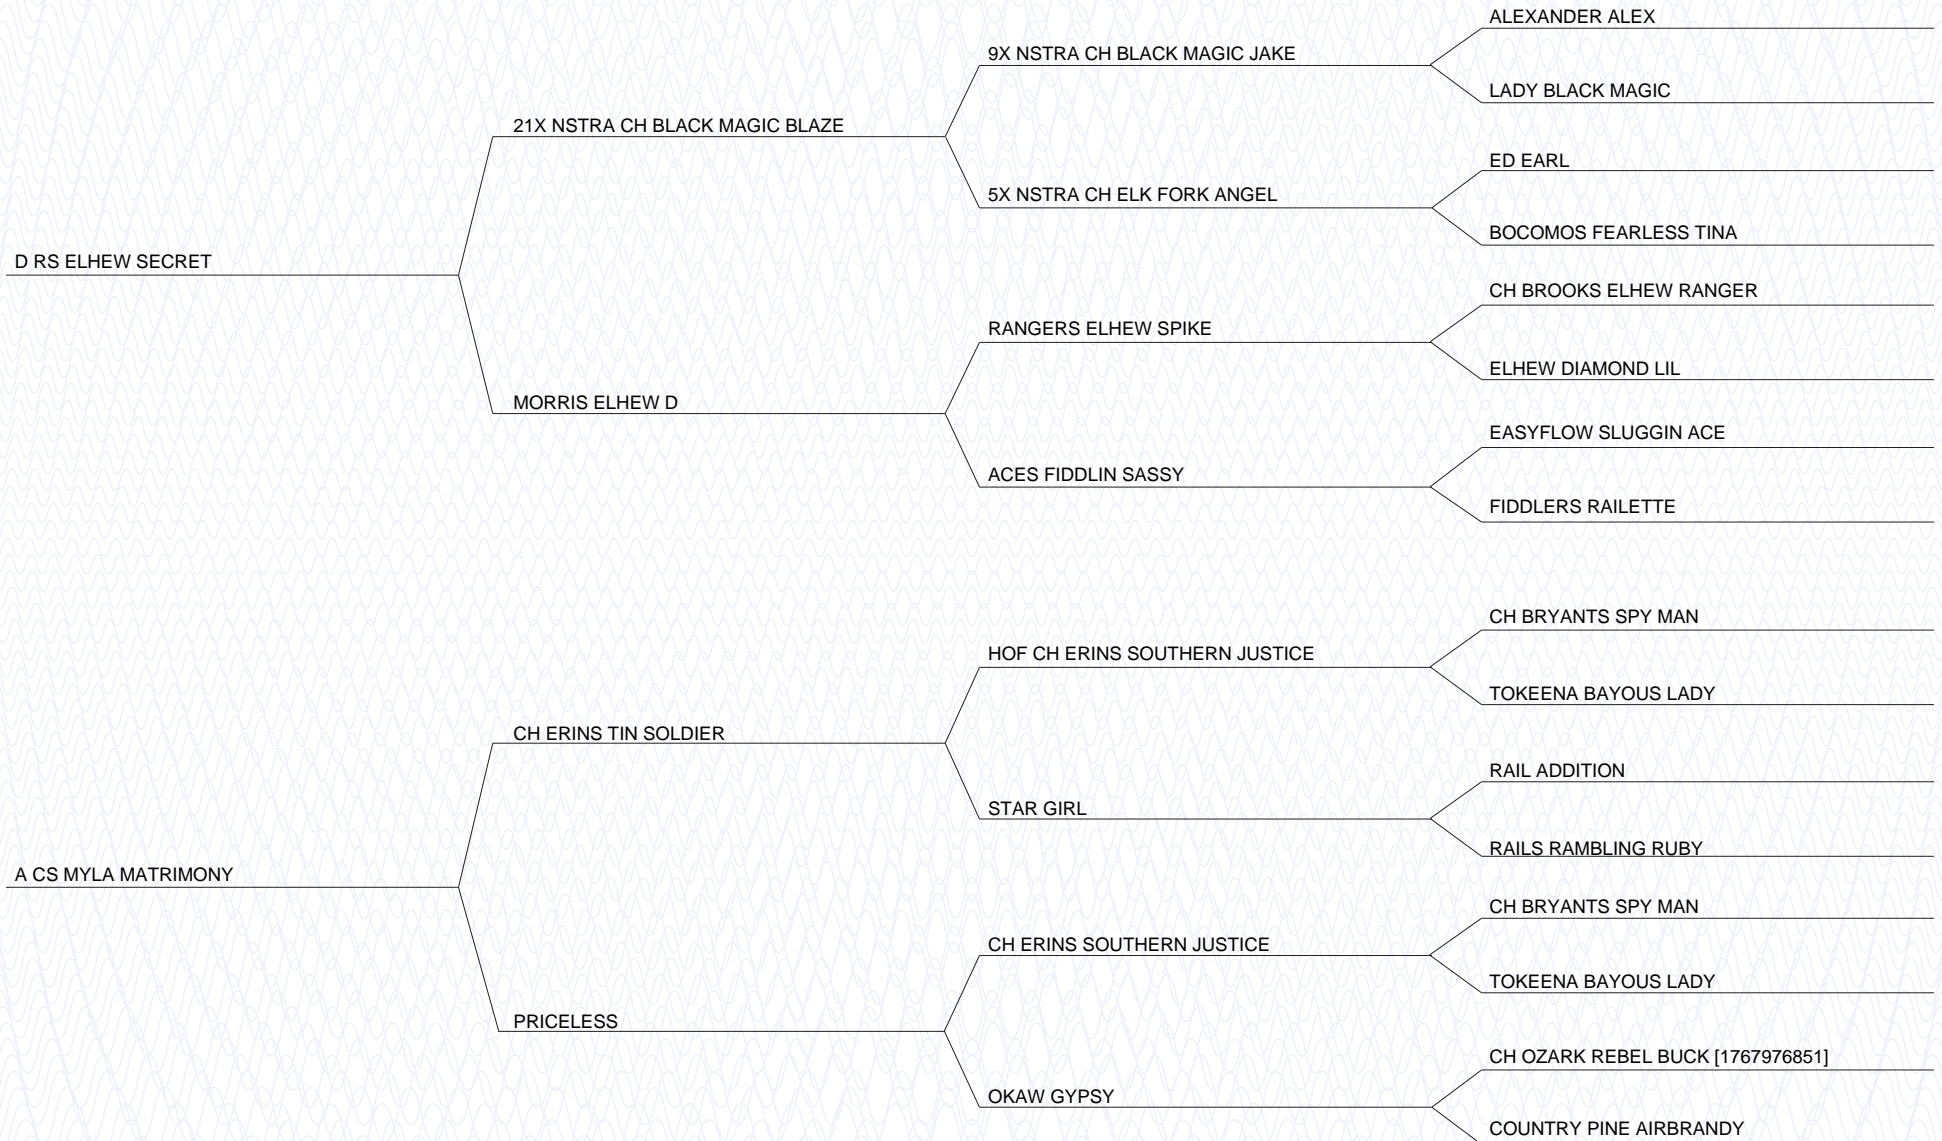 ALEXANDER ALEX
9X NSTRA CH BLACK MAGIC JAKE
LADY BLACK MAGIC
21X NSTRA CH BLACK MAGIC BLAZE
ED EARL
5X NSTRA CH ELK FORK ANGEL
BOCOMOS FEARLESS TINA
D RS ELHEW SECRET
CH BROOKS ELHEW RANGER
RANGERS ELHEW SPIKE
ELHEW DIAMOND LIL
MORRIS ELHEW D
EASYFLOW SLUGGIN ACE
ACES FIDDLIN SASSY
FIDDLERS RAILETTE
CH BRYANTS SPY MAN
HOF CH ERINS SOUTHERN JUSTICE
TOKEENA BAYOUS LADY
CH ERINS TIN SOLDIER
RAIL ADDITION
STAR GIRL
RAILS RAMBLING RUBY
A CS MYLA MATRIMONY
CH BRYANTS SPY MAN
CH ERINS SOUTHERN JUSTICE
TOKEENA BAYOUS LADY
PRICELESS
CH OZARK REBEL BUCK [1767976851]
OKAW GYPSY
COUNTRY PINE AIRBRANDY